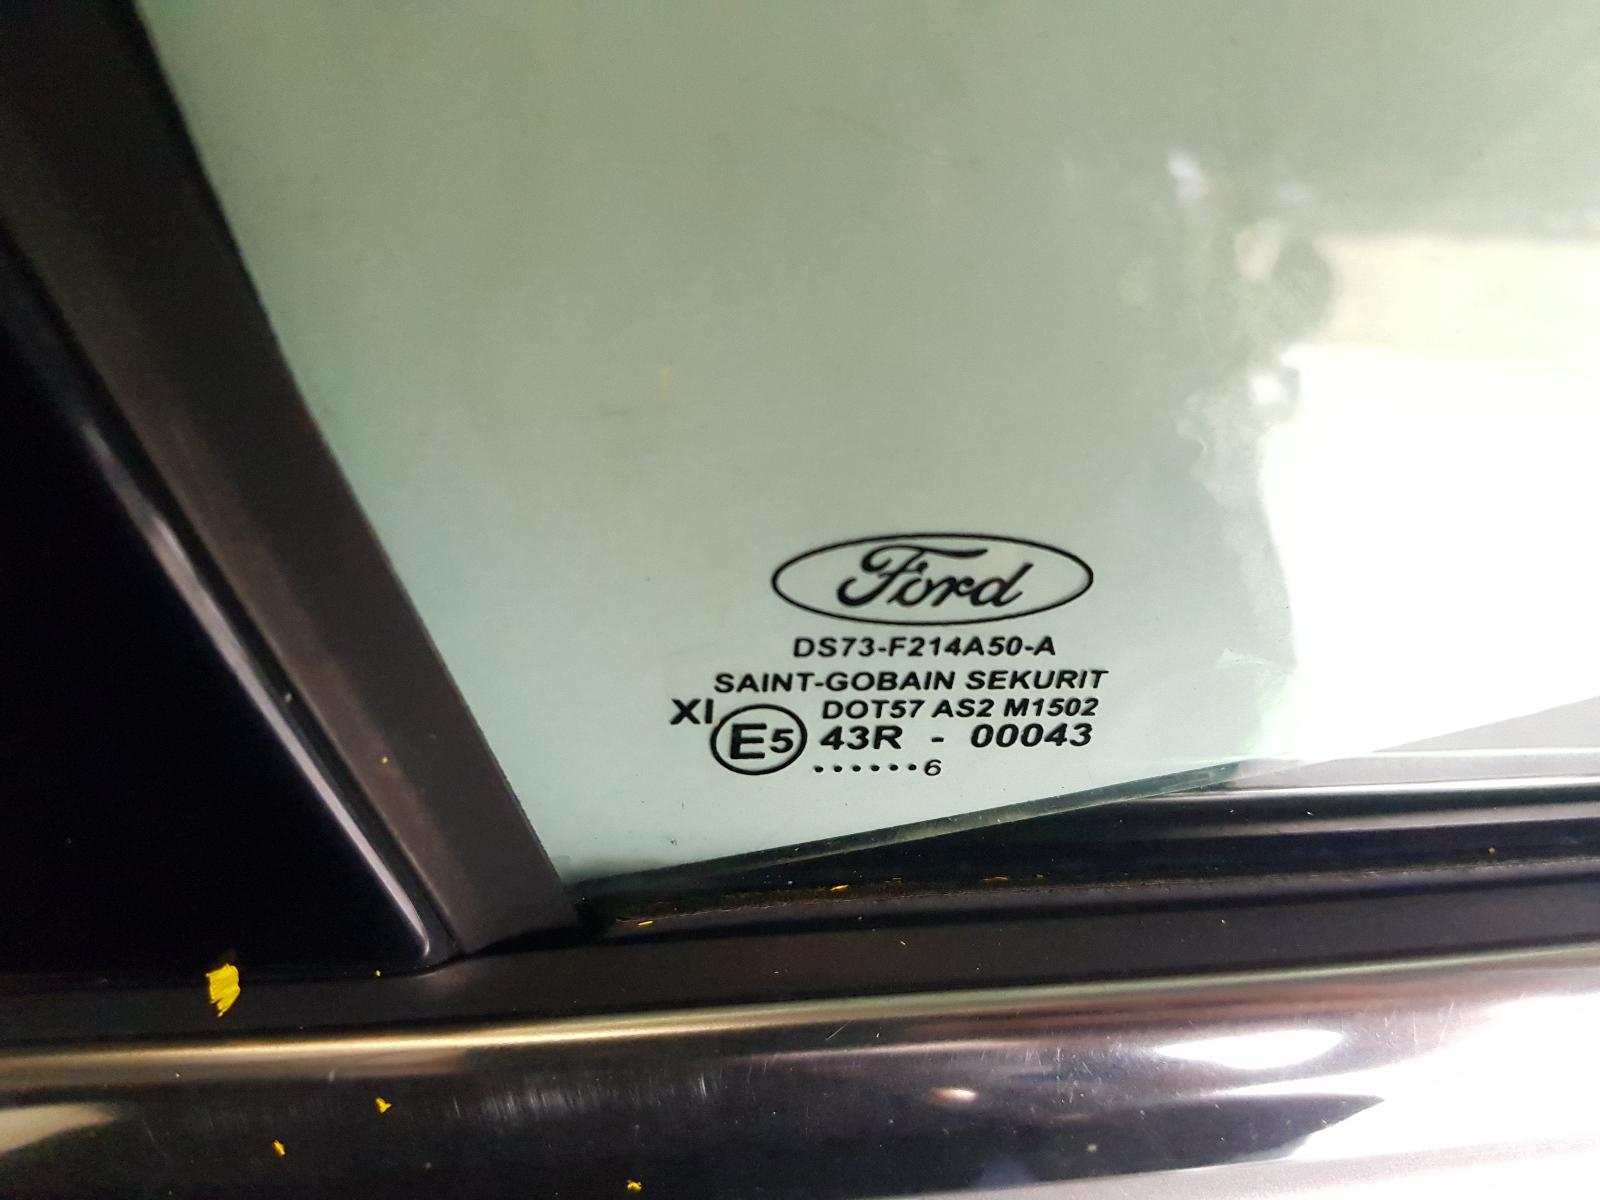 Ford
DS73-F214A50-A
SAINT-GOBAIN SEKURIT
XI DOT57 AS2 M1502
E5 43R - 00043
......6